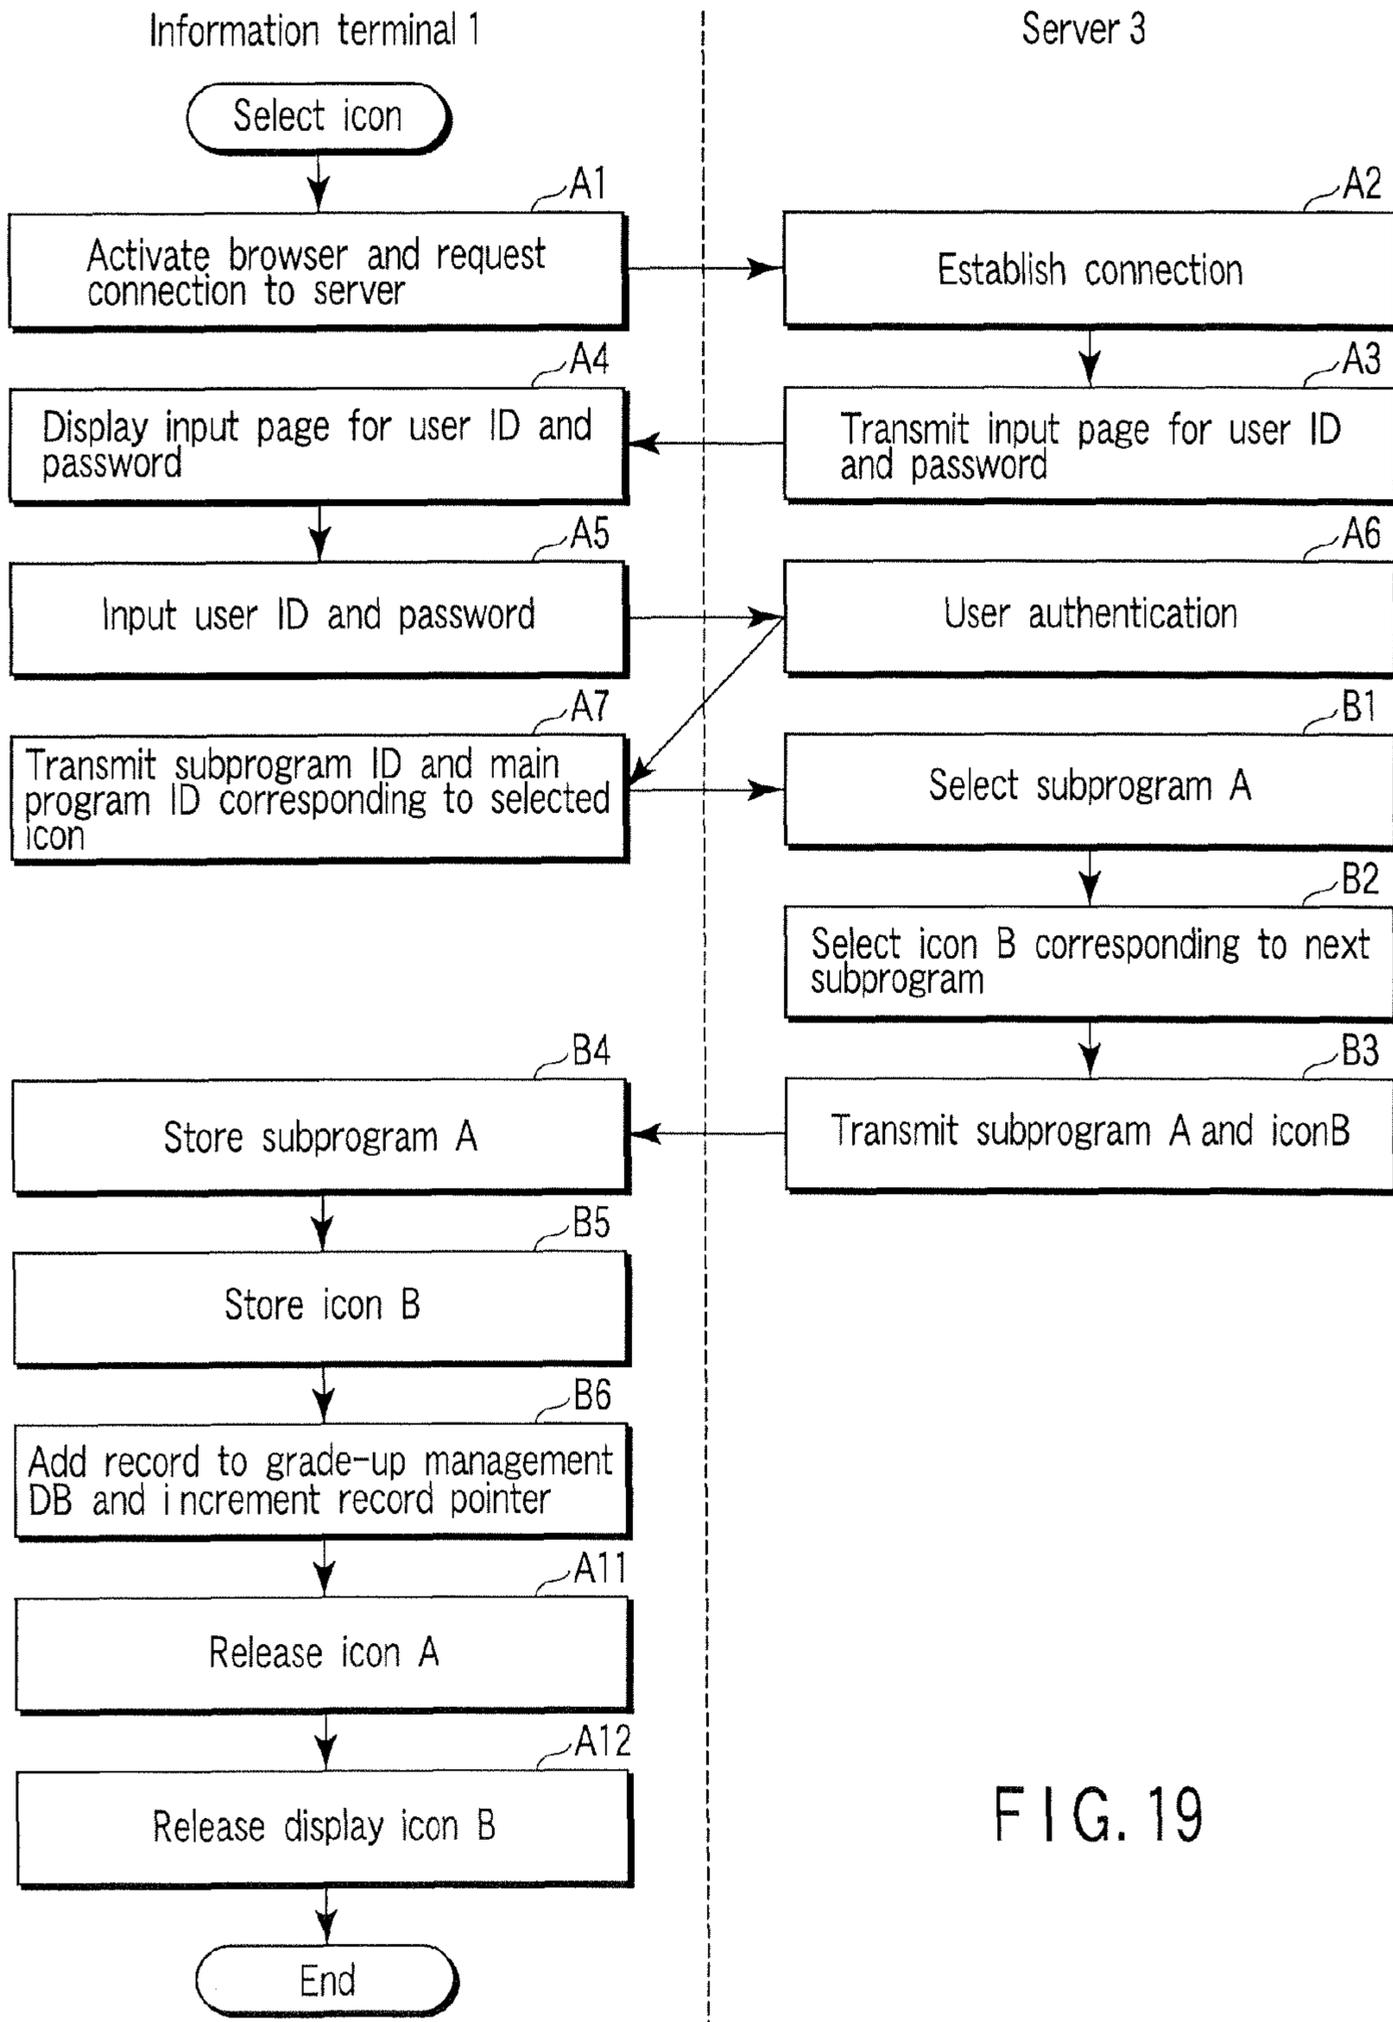 Information terminal 1
Server 3
Select icon
A1
Activate browser and request
connection to server
A2
Establish connection
A4
Display input page for user ID and
password
A3
Transmit input page for user ID
and password
A5
Input user ID and password
A6
User authentication
A7
Transmit subprogram ID and main
program ID corresponding to selected
icon
B1
Select subprogram A
B2
Select icon B corresponding to next
subprogram
B4
Store subprogram A
B3
Transmit subprogram A and iconB
B5
Store icon B
B6
Add record to grade-up management
DB and increment record pointer
A11
Release icon A
A12
Release display icon B
End
FIG. 19